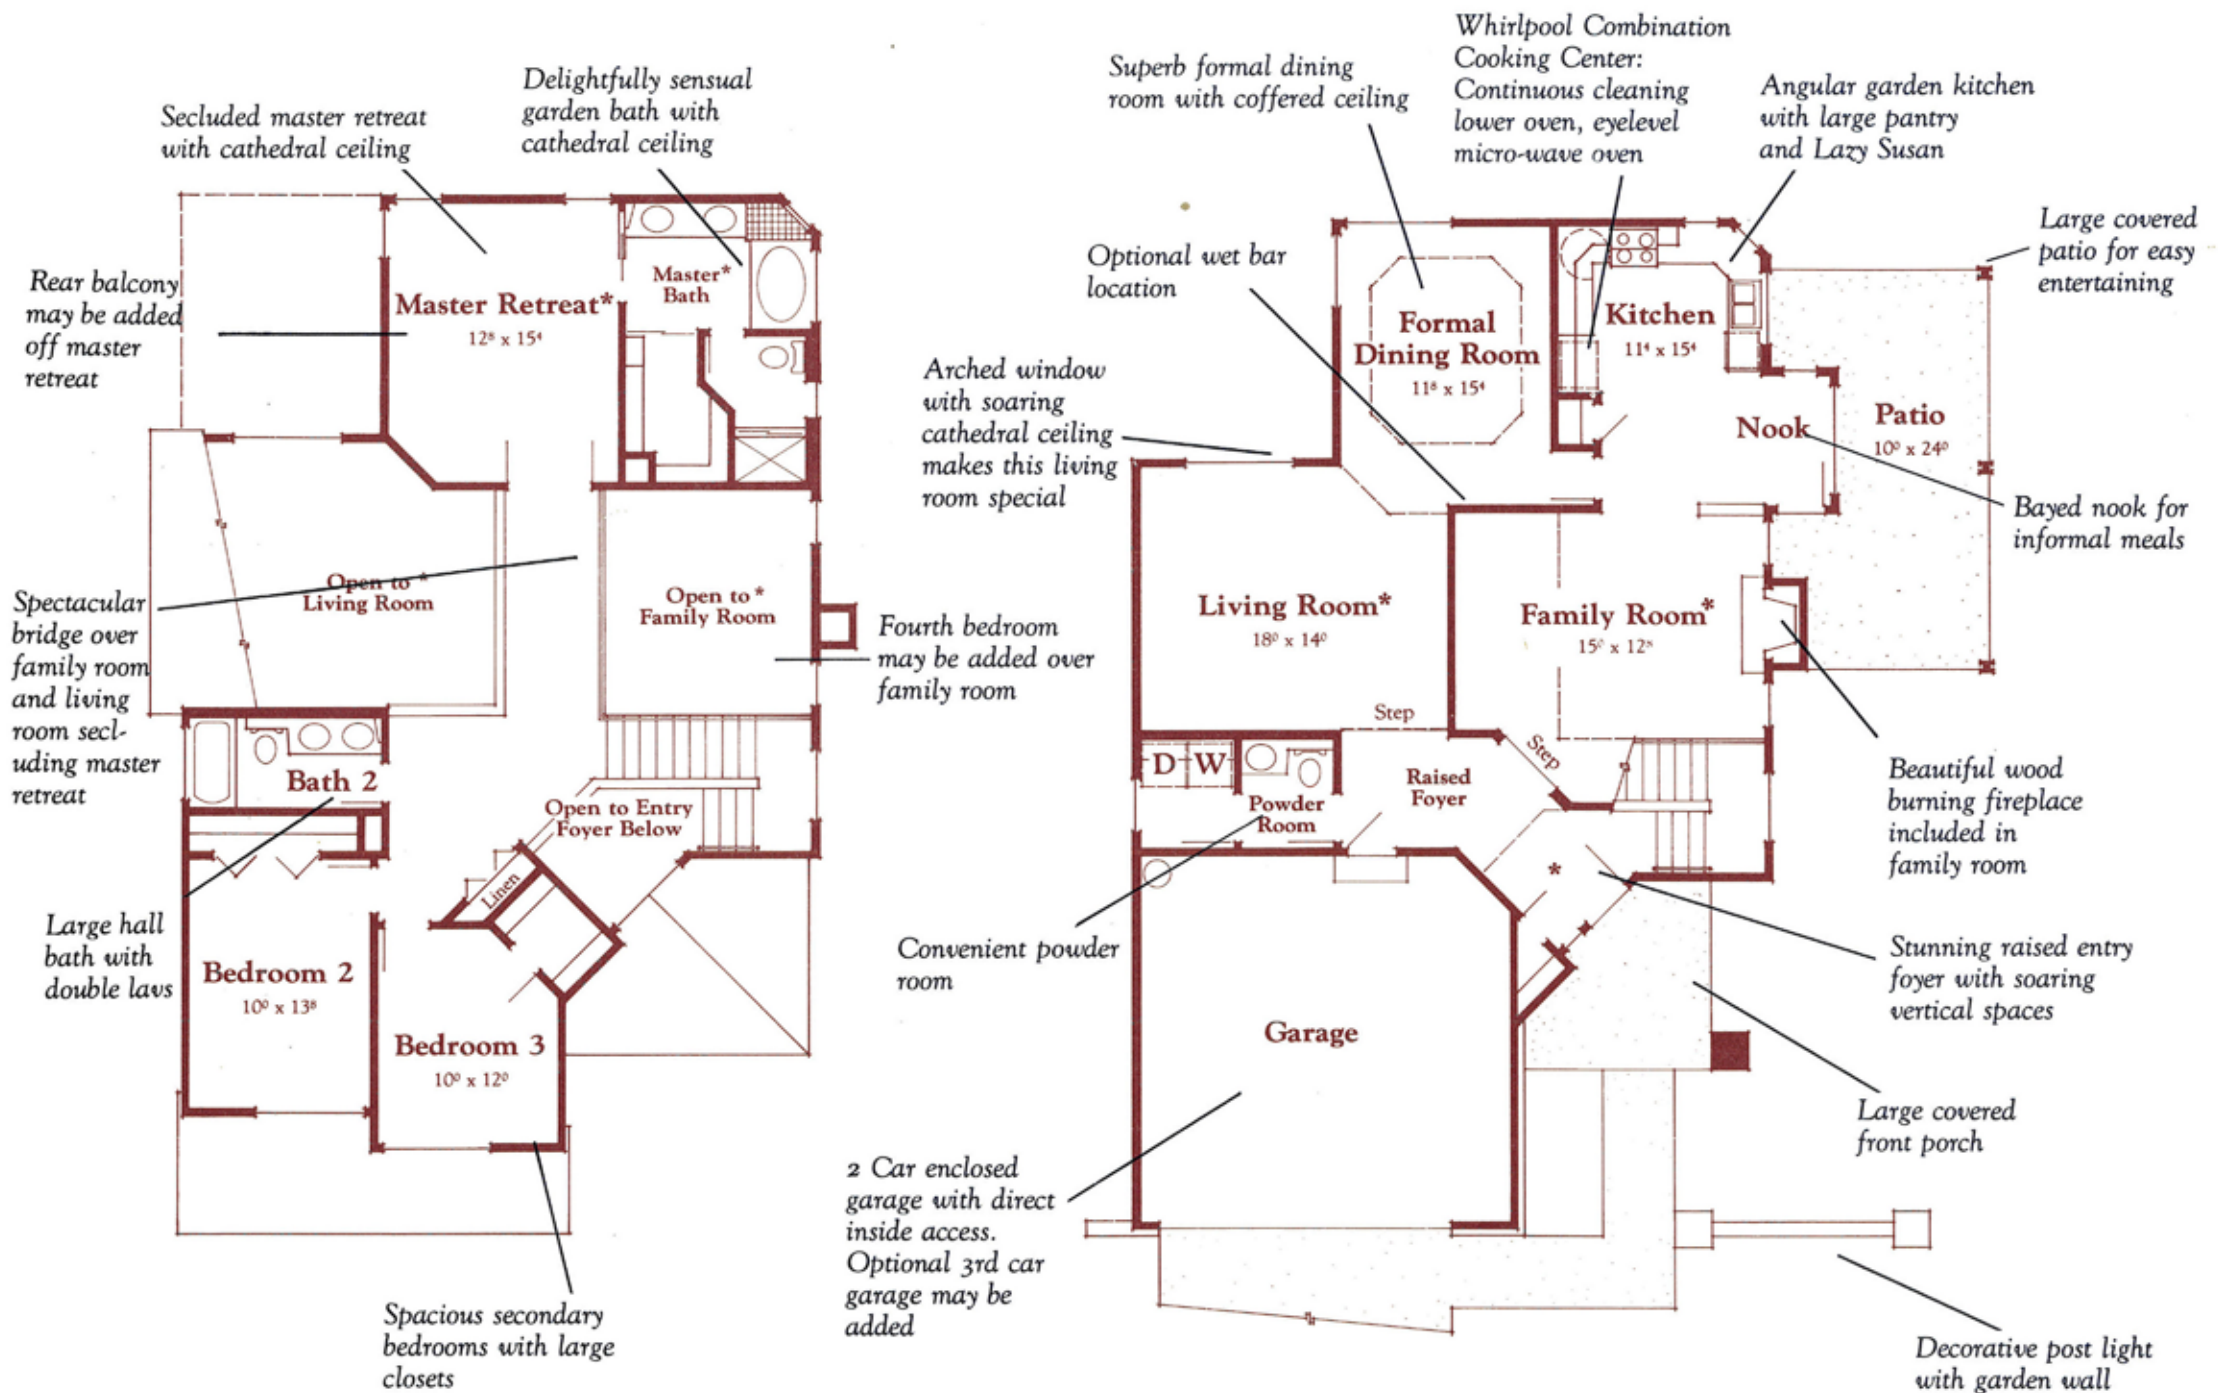 Secluded master retreat
with cathedral ceiling
Delightfully sensual
garden bath with
cathedral ceiling
Rear balcony
may be added
off master
retreat
Master Retreat*
12⁸ x 15⁴
Master*
Bath
Spectacular
bridge over
family room
and living
room secl-
uding master
retreat
Open to *
Living Room
Open to *
Family Room
Fourth bedroom
may be added over
family room
Bath 2
Open to Entry
Foyer Below
Linen
Large hall
bath with
double lavs
Bedroom 2
10⁰ x 13⁸
Bedroom 3
10⁰ x 12⁰
Spacious secondary
bedrooms with large
closets
Superb formal dining
room with coffered ceiling
Whirlpool Combination
Cooking Center:
Continuous cleaning
lower oven, eyelevel
micro-wave oven
Angular garden kitchen
with large pantry
and Lazy Susan
Large covered
patio for easy
entertaining
Optional wet bar
location
Arched window
with soaring
cathedral ceiling
makes this living
room special
Formal
Dining Room
11⁸ x 15⁴
Kitchen
11⁴ x 15⁴
Nook
Patio
10⁰ x 24⁰
Bayed nook for
informal meals
Living Room*
18⁰ x 14⁰
Family Room*
15⁰ x 12⁸
Step
Step
D W
Powder
Room
Raised
Foyer
*
Beautiful wood
burning fireplace
included in
family room
Convenient powder
room
Stunning raised entry
foyer with soaring
vertical spaces
Garage
Large covered
front porch
2 Car enclosed
garage with direct
inside access.
Optional 3rd car
garage may be
added
Decorative post light
with garden wall